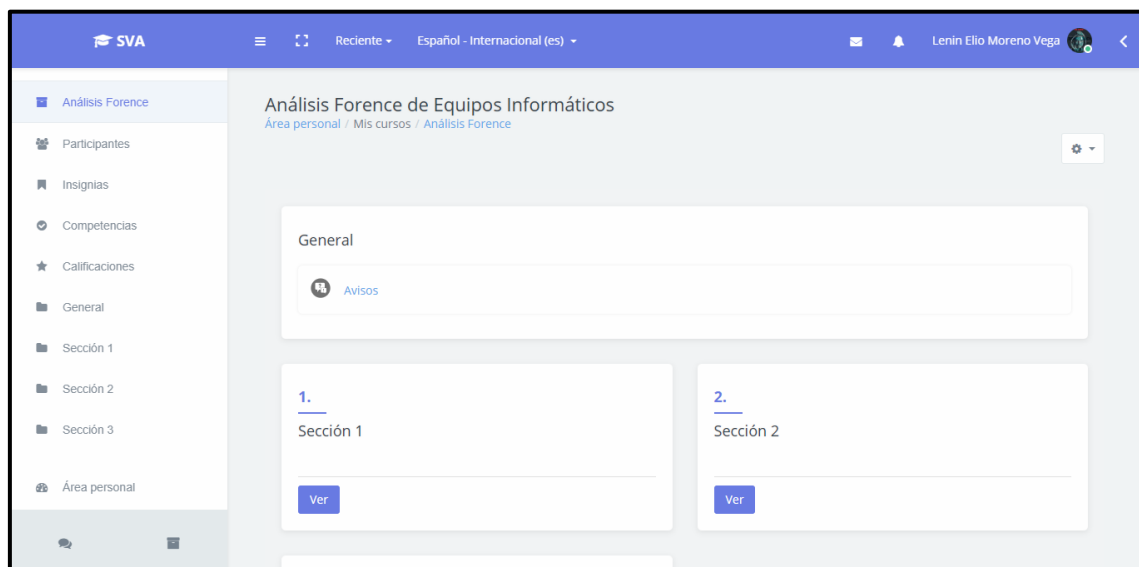 SVA
Reciente
Español - Internacional (es)
Lenin Elio Moreno Vega
Análisis Forence
Participantes
Insignias
Competencias
Calificaciones
General
Sección 1
Sección 2
Sección 3
Área personal
Análisis Forence de Equipos Informáticos
Área personal / Mis cursos / Análisis Forence
General
Avisos
1.
Sección 1
Ver
2.
Sección 2
Ver